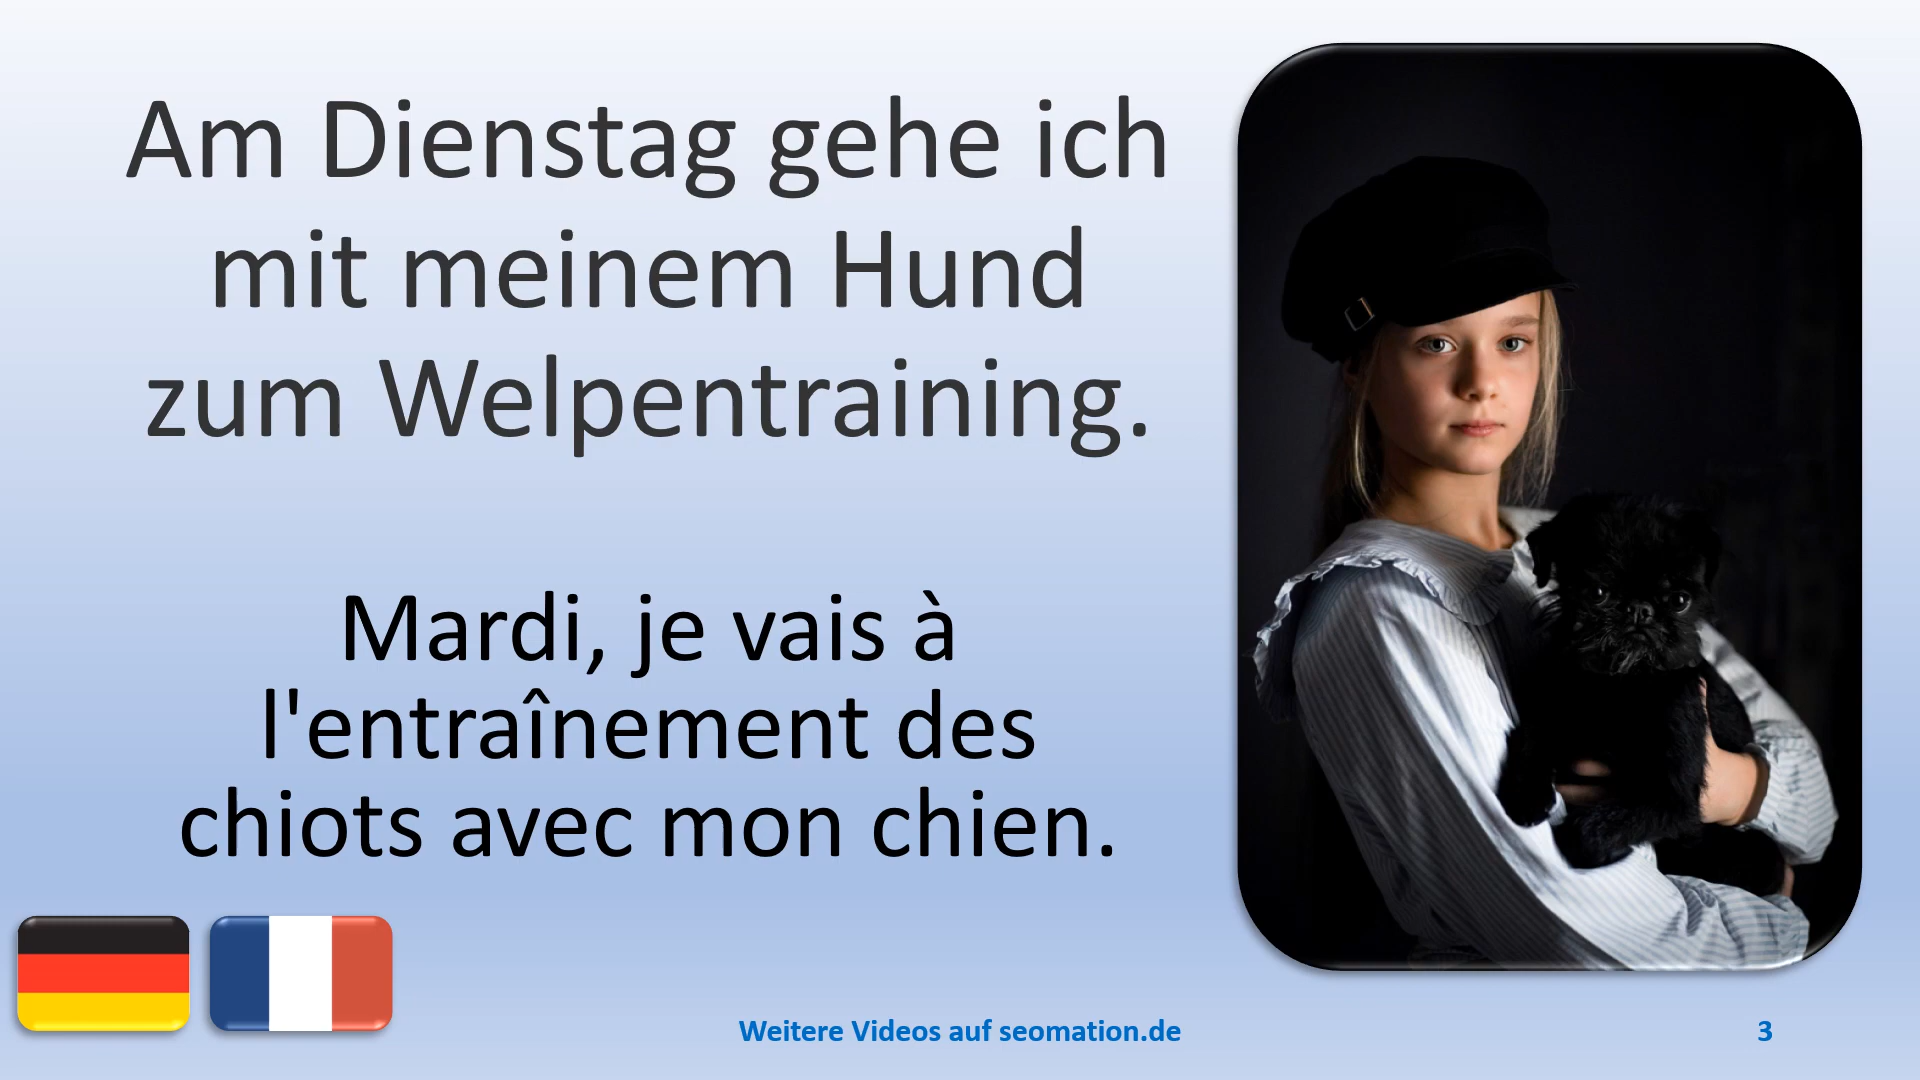 Am Dienstag gehe ich
mit meinem Hund
zum Welpentraining.
Mardi, je vais à
l'entraînement des
chiots avec mon chien.
Weitere Videos auf seomation.de
3